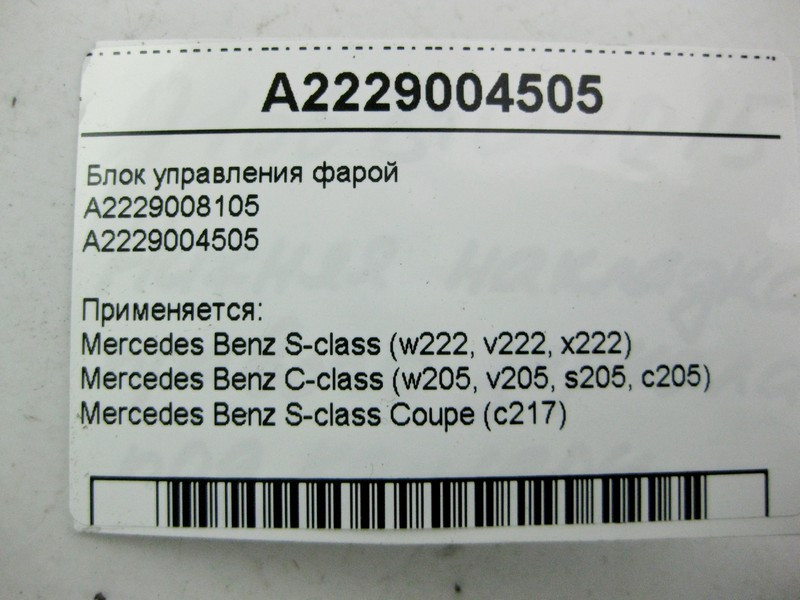 A2229004505
Блок управления фарой
A2229008105
A2229004505
Применяется:
Mercedes Benz S-class (w222, v222, x222)
Mercedes Benz C-class (w205, v205, s205, c205)
Mercedes Benz S-class Coupe (c217)
накладка